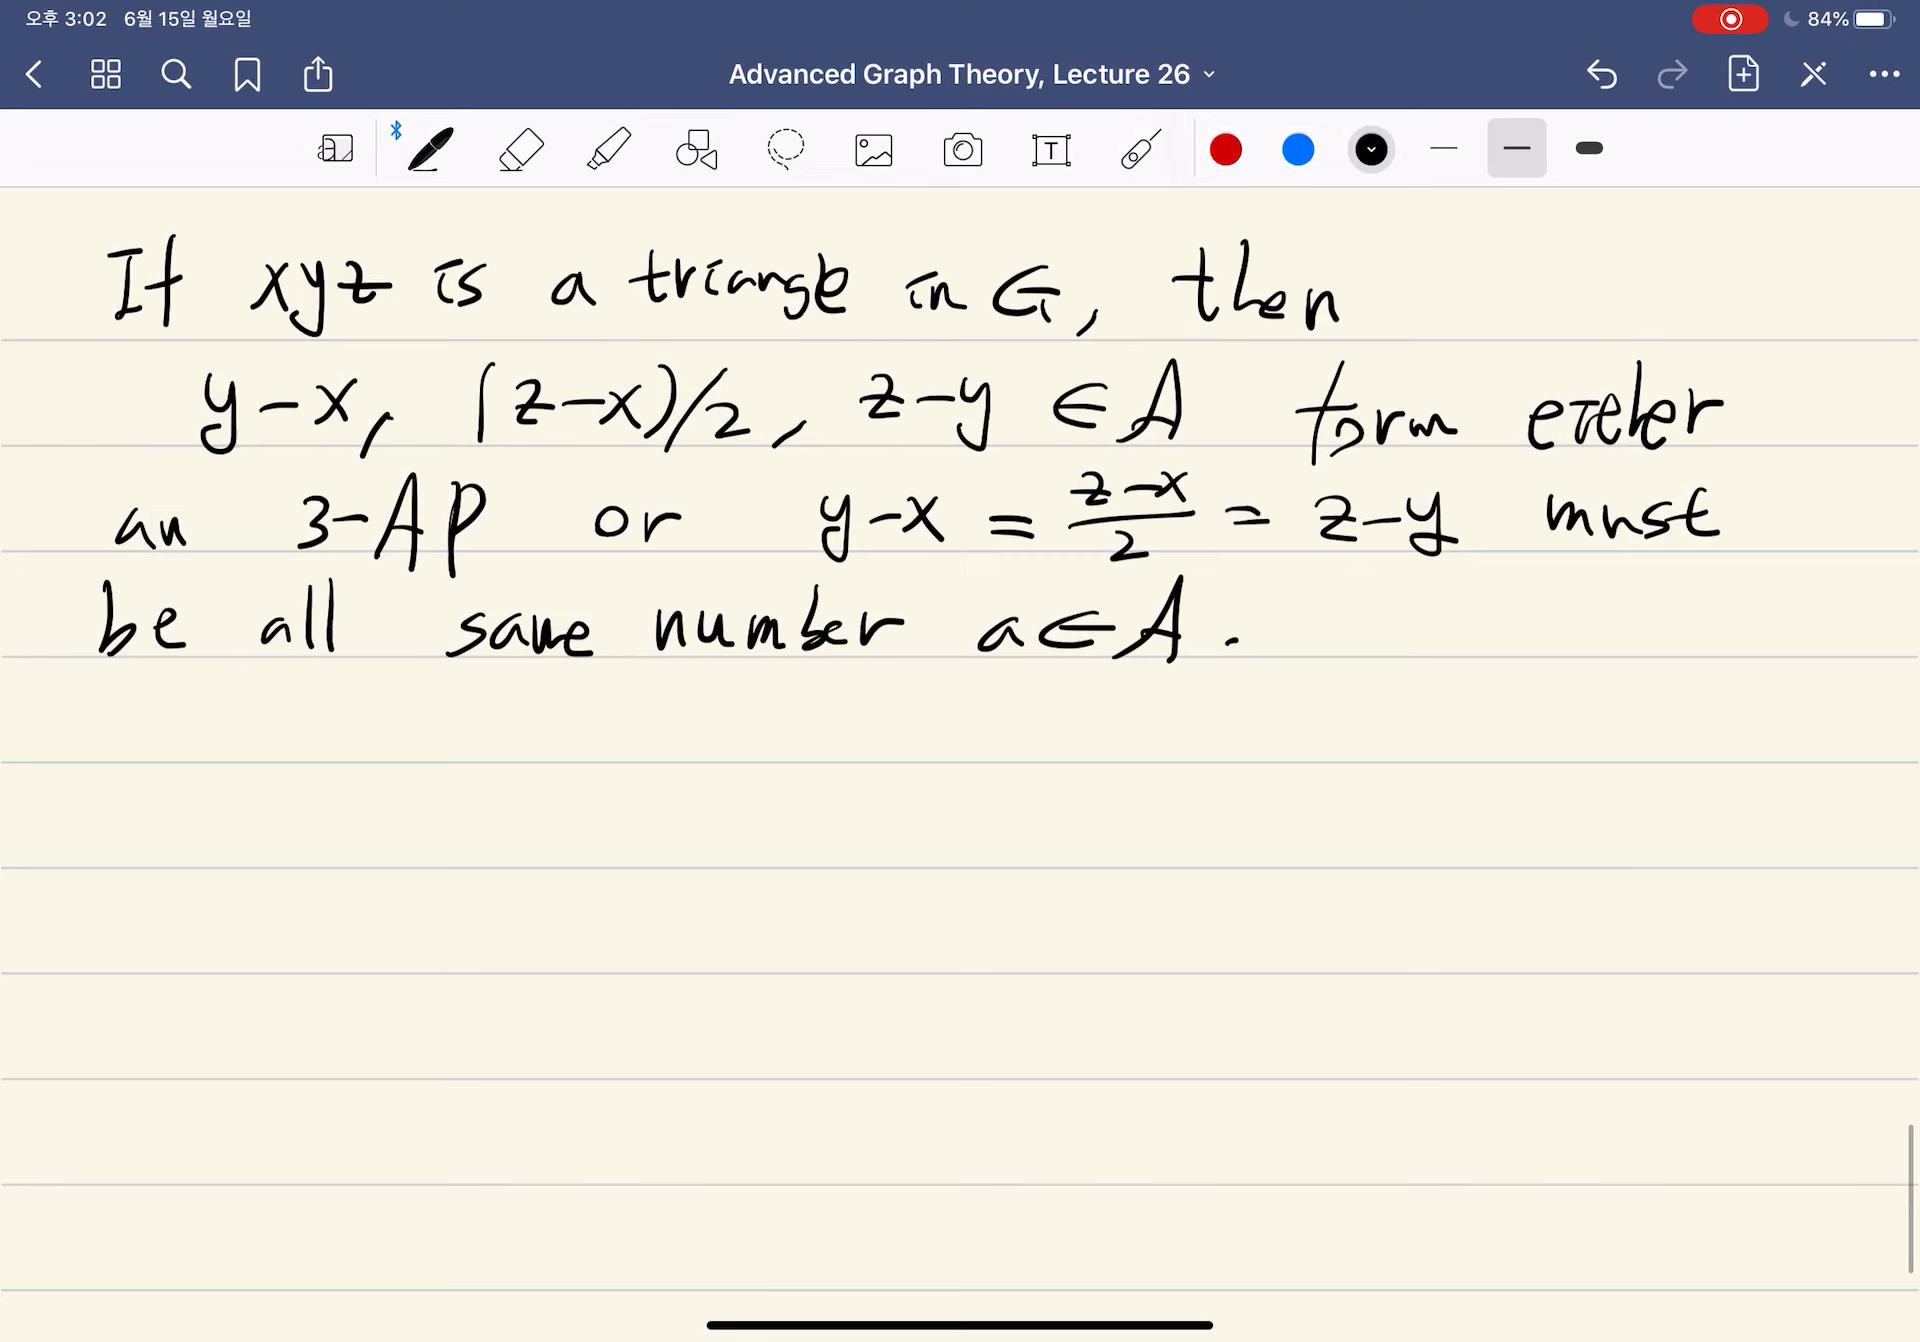 오후 3:02 6월 15일 월요일
84%
Advanced Graph Theory, Lecture 26
If xyz is a triangle in G, then
y-x, (z-x)/2, z-y ∈ A form either
an 3-AP or y-x = \frac{z-x}{2} = z-y must
be all same number a∈A.